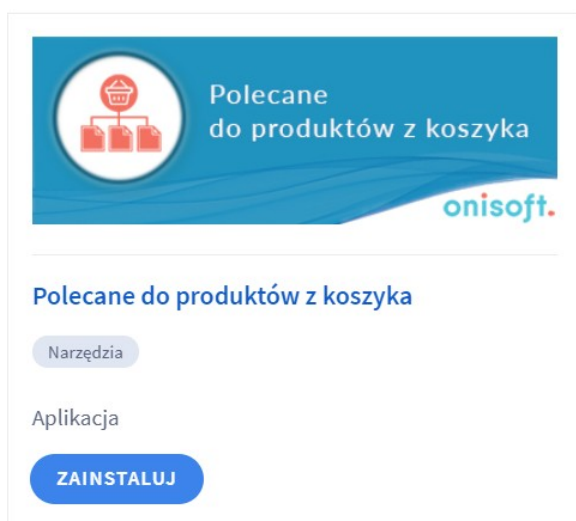 Polecane
do produktów z koszyka
onisoft.
Polecane do produktów z koszyka
Narzędzia
Aplikacja
ZAINSTALUJ